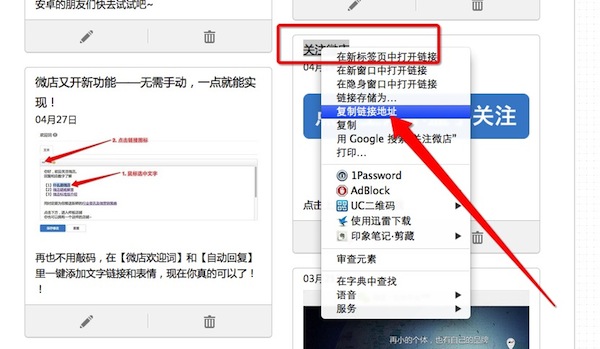 安卓的朋友们快去试试吧~
微店又开新功能——无需手动，一点就能实
现！
04月27日
2. 点击链接图标
1. 鼠标选中文字
再也不用敲码，在【微店欢迎词】和【自动回复】
里一键添加文字链接和表情，现在你真的可以了！
！
关注微店
04月
点
关注
点击
03月
再小的个体，也有自己的品牌
在新标签页中打开链接
在新窗口中打开链接
在隐身窗口中打开链接
链接存储为…
复制链接地址
复制
用 Google 搜索“关注微店”
打印…
1Password
AdBlock
UC二维码
使用迅雷下载
印象笔记·剪藏
审查元素
在字典中查找
语音
服务